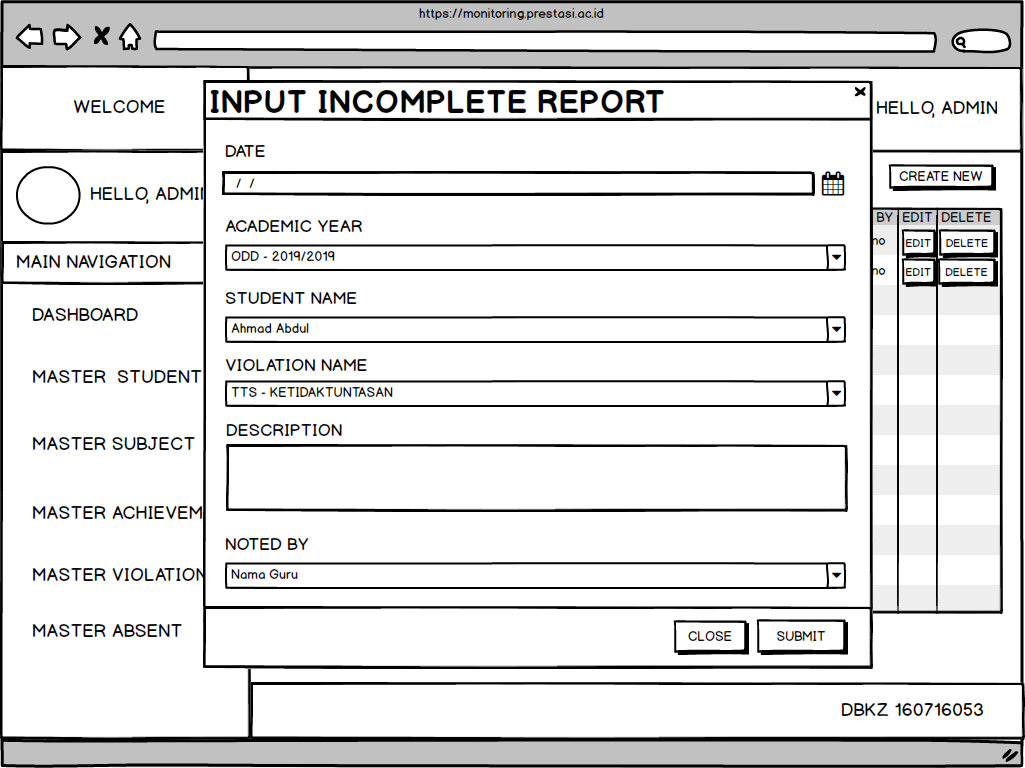 https://monitoring.prestasi.ac.id
WELCOME
HELLO, ADMIN
INPUT INCOMPLETE REPORT
HELLO, ADMIN
MAIN NAVIGATION
DASHBOARD
MASTER STUDENT
MASTER SUBJECT
MASTER ACHIEVEM
MASTER VIOLATION
MASTER ABSENT
DATE
/ /
ACADEMIC YEAR
ODD - 2019/2019
STUDENT NAME
Ahmad Abdul
VIOLATION NAME
TTS - KETIDAKTUNTASAN
DESCRIPTION
NOTED BY
Nama Guru
CLOSE SUBMIT
CREATE NEW
BY EDIT DELETE
no EDIT DELETE
no EDIT DELETE
DBKZ 160716053